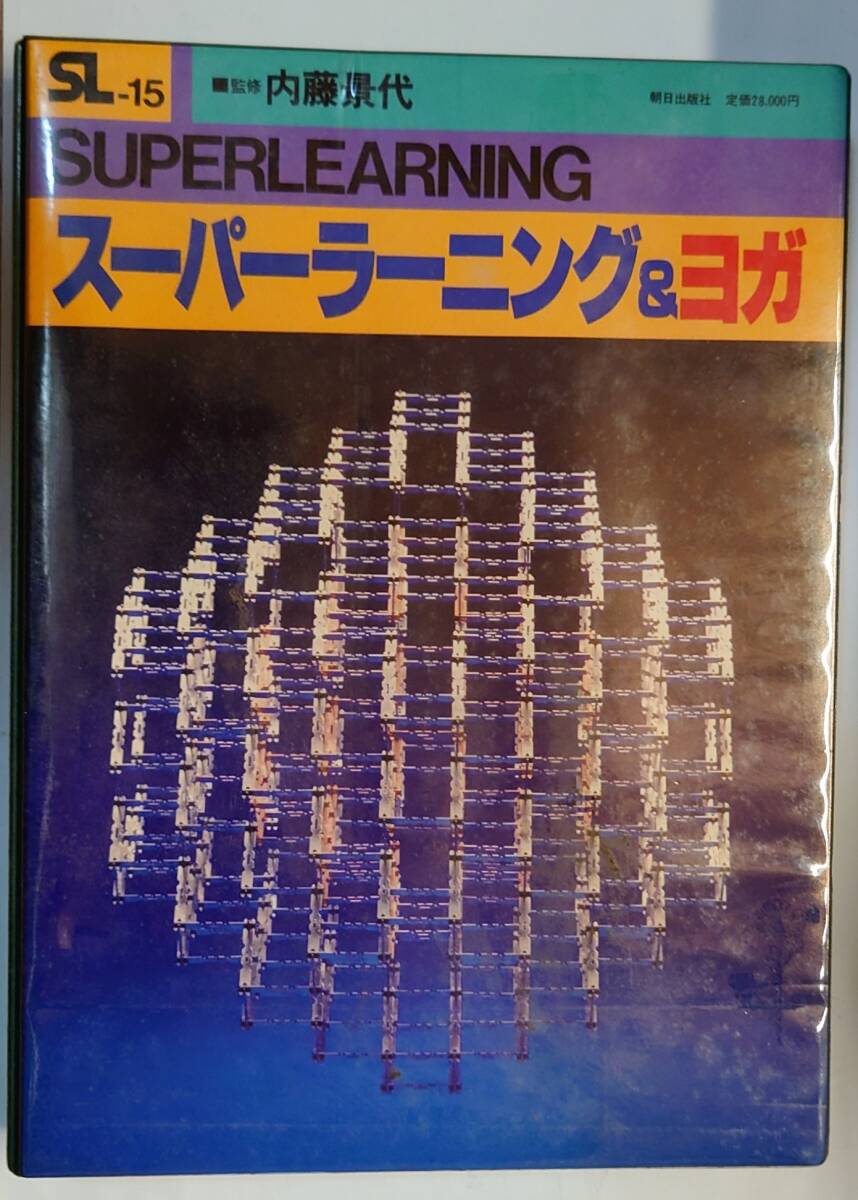 SL-15
■監修 内藤景代
朝日出版社 定価28,000円
SUPERLEARNING
スーパーラーニング&ヨガ